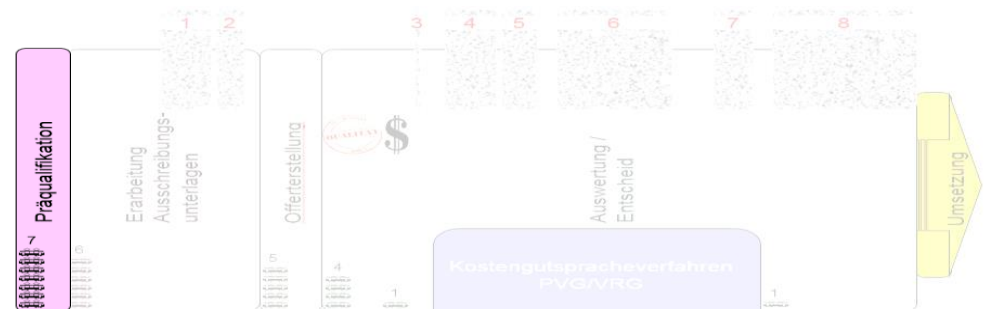 1 2 3 4 5 6 7 8
Präqualifikation
Erarbeitung
Ausschreibungs-
unterlagen
Offerterstellung
QUALITÄT
$
Auswertung /
Entscheid
Umsetzung
Kostengutspracheverfahren
PVG/VRG
7
6
5
4
1
1